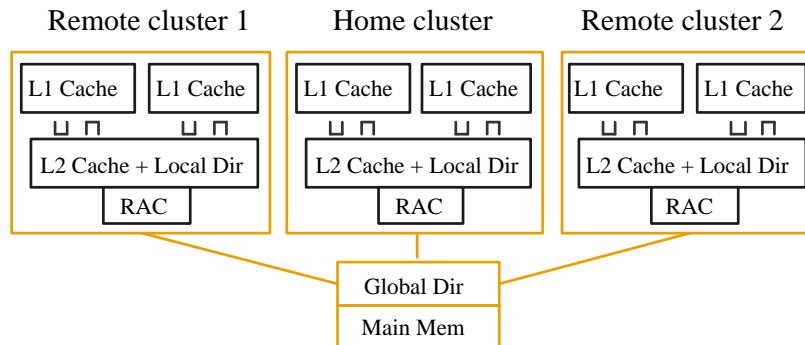 Remote cluster 1
Home cluster
Remote cluster 2
L1 Cache
L1 Cache
L1 Cache
L1 Cache
L1 Cache
L1 Cache
L2 Cache + Local Dir
L2 Cache + Local Dir
L2 Cache + Local Dir
RAC
RAC
RAC
Global Dir
Main Mem